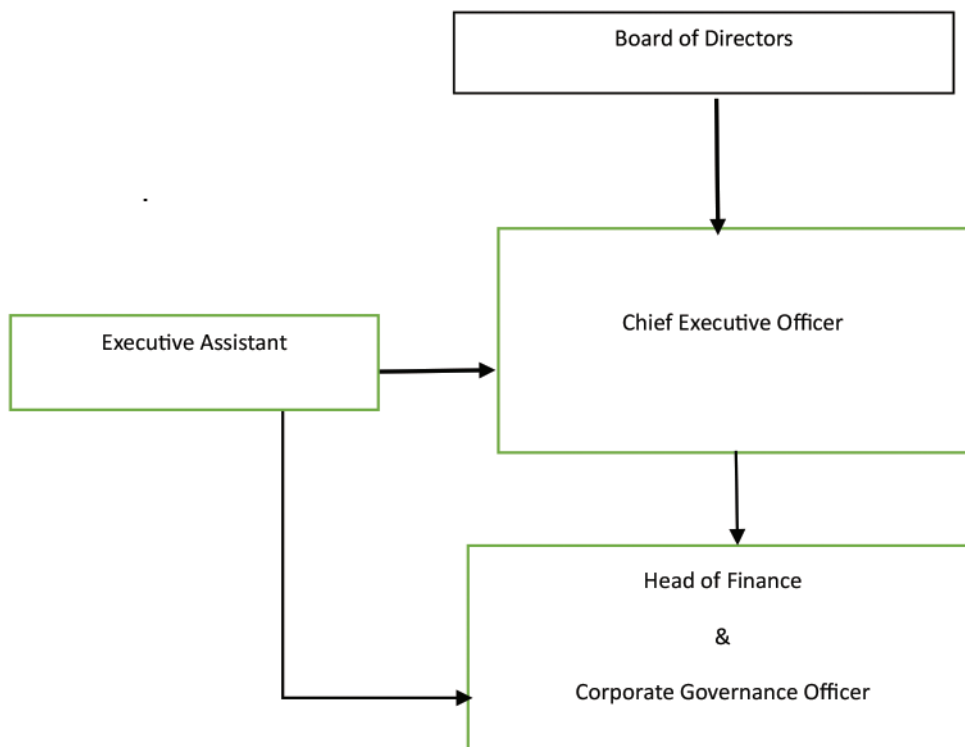 Board of Directors
Chief Executive Officer
Executive Assistant
Head of Finance
&
Corporate Governance Officer